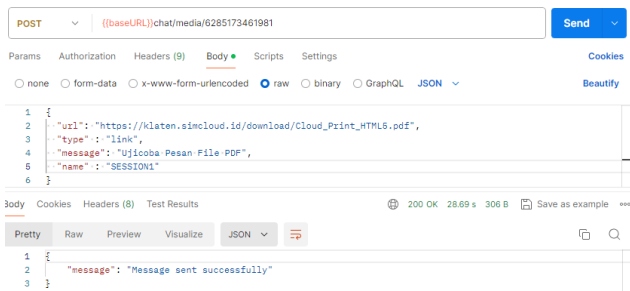 POST {{baseURL}}chat/media/6285173461981 Send
Params Authorization Headers (9) Body Scripts Settings Cookies
none form-data x-www-form-urlencoded raw binary GraphQL JSON Beautify
1 {
2 "url": "https://klaten.simcloud.id/download/Cloud_Print_HTML5.pdf",
3 "type" : "link",
4 "message": "Ujicoba Pesan File PDF",
5 "name" : "SESSION1"
6 }
Body Cookies Headers (8) Test Results 200 OK 28.69 s 306 B Save as example
Pretty Raw Preview Visualize JSON
1 {
2 "message": "Message sent successfully"
3 }